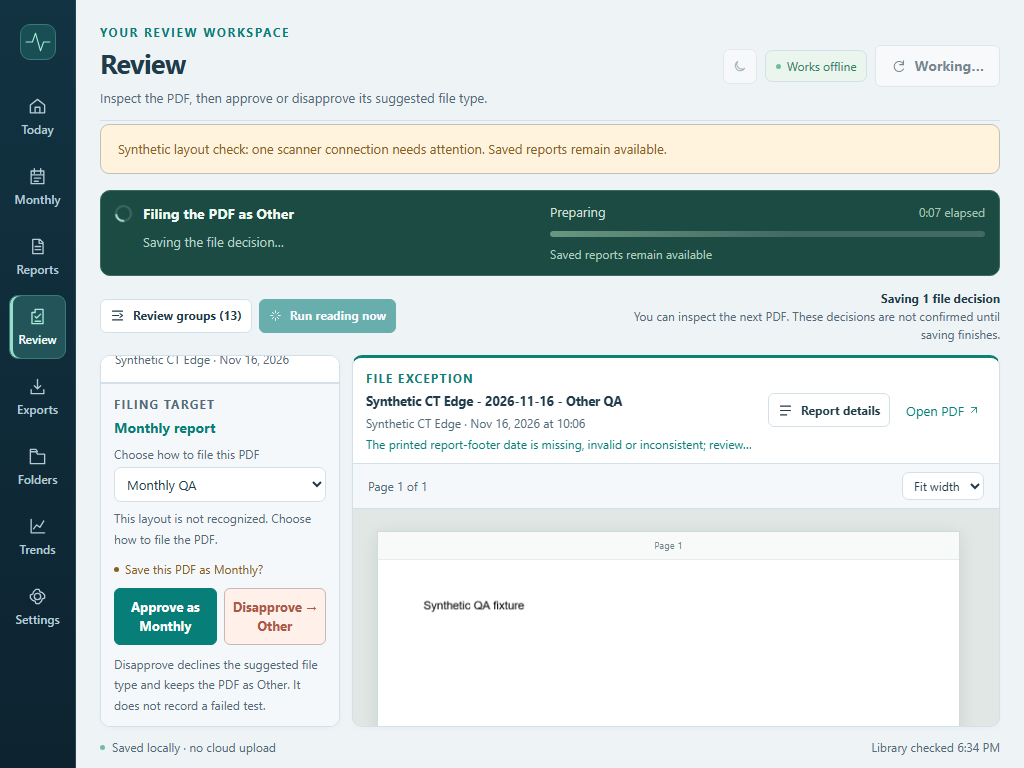 YOUR REVIEW WORKSPACE
Review
Inspect the PDF, then approve or disapprove its suggested file type.
Works offline
Working...
Today
Monthly
Reports
Review
Exports
Folders
Trends
Settings
Synthetic layout check: one scanner connection needs attention. Saved reports remain available.
Filing the PDF as Other
Saving the file decision...
Preparing
0:07 elapsed
Saved reports remain available
Review groups (13)
Run reading now
Saving 1 file decision
You can inspect the next PDF. These decisions are not confirmed until
saving finishes.
Synthetic CT Edge · Nov 16, 2026
FILING TARGET
Monthly report
Choose how to file this PDF
Monthly QA
This layout is not recognized. Choose
how to file the PDF.
Save this PDF as Monthly?
Approve as
Monthly
Disapprove →
Other
Disapprove declines the suggested file
type and keeps the PDF as Other. It
does not record a failed test.
FILE EXCEPTION
Synthetic CT Edge - 2026-11-16 - Other QA
Synthetic CT Edge · Nov 16, 2026 at 10:06
The printed report-footer date is missing, invalid or inconsistent; review...
Report details
Open PDF ↗
Page 1 of 1
Fit width
Page 1
Synthetic QA fixture
Saved locally · no cloud upload
Library checked 6:34 PM